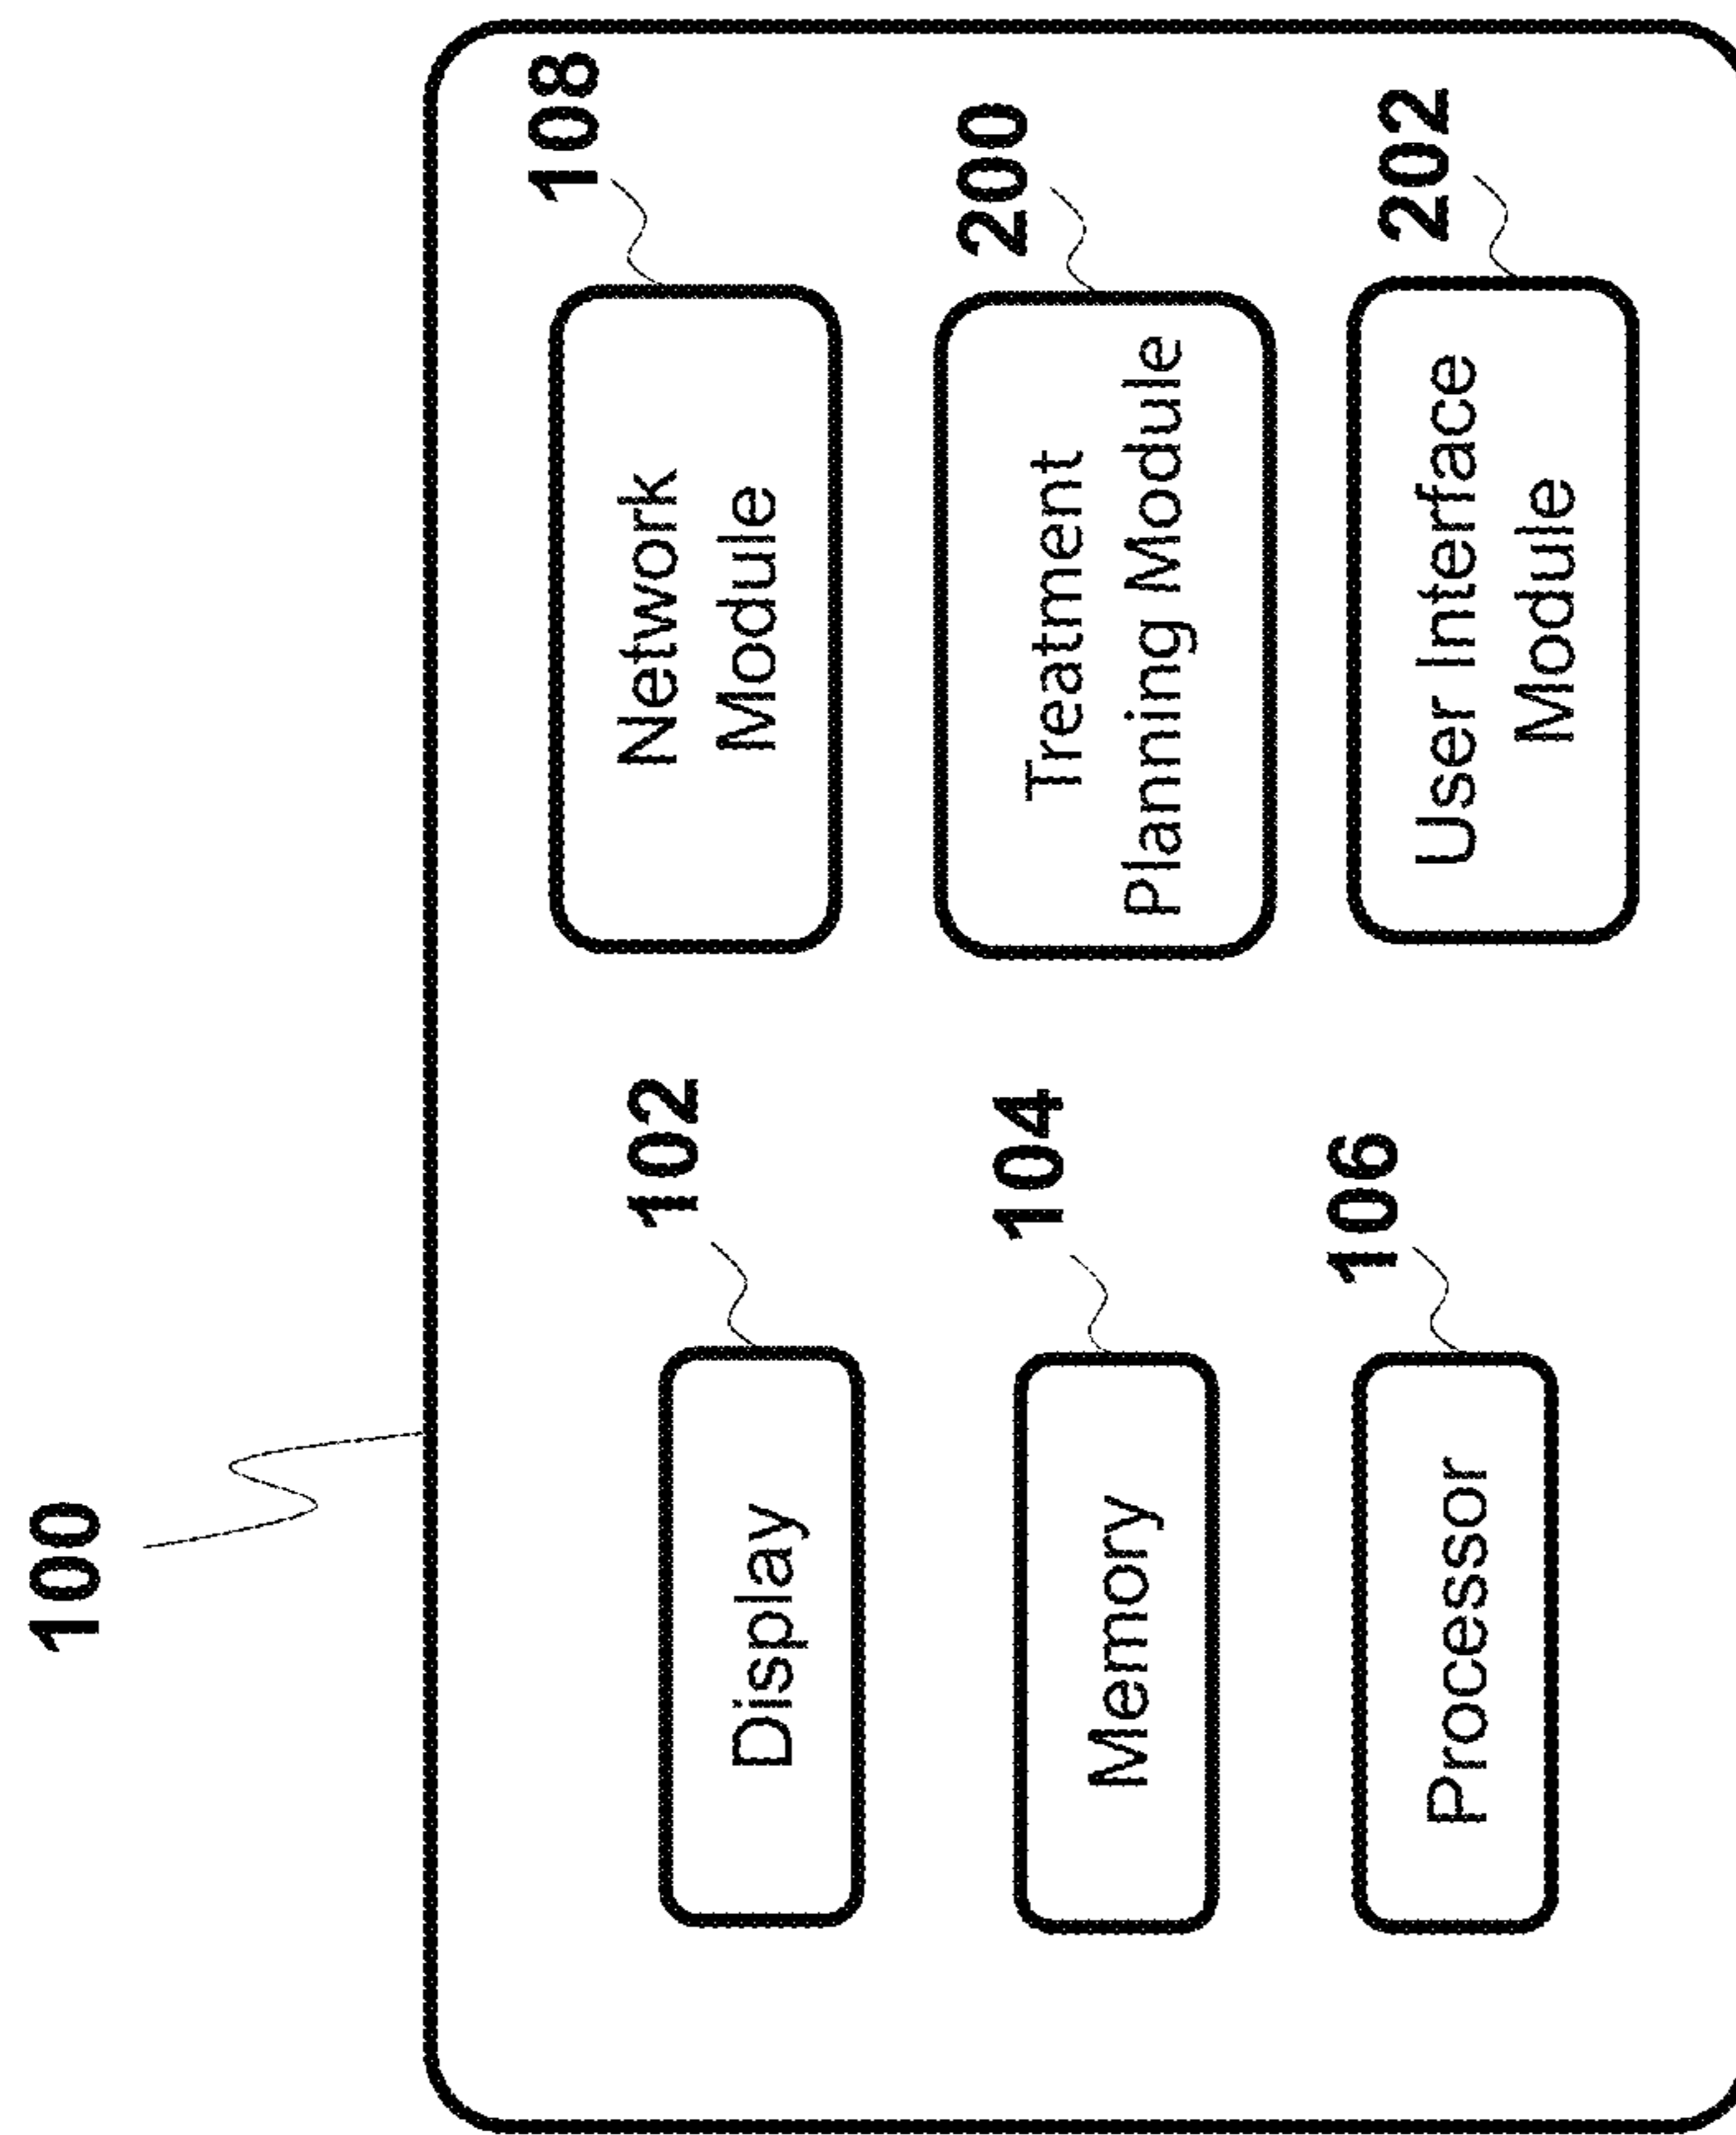 100
102
Display
108
Network
Module
104
Memory
200
Treatment
Planning Module
106
Processor
202
User Interface
Module